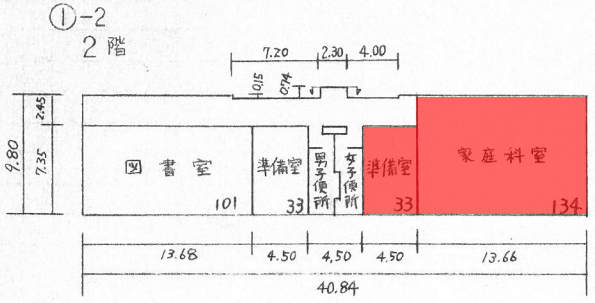 ①-2
2階
7.20 2.30 4.00
0.15 0.74
9.80 2.45 7.35
図書室 101
準備室 33
男子便所
女子便所
準備室 33
家庭科室 134
13.68 4.50 4.50 4.50 13.66
40.84